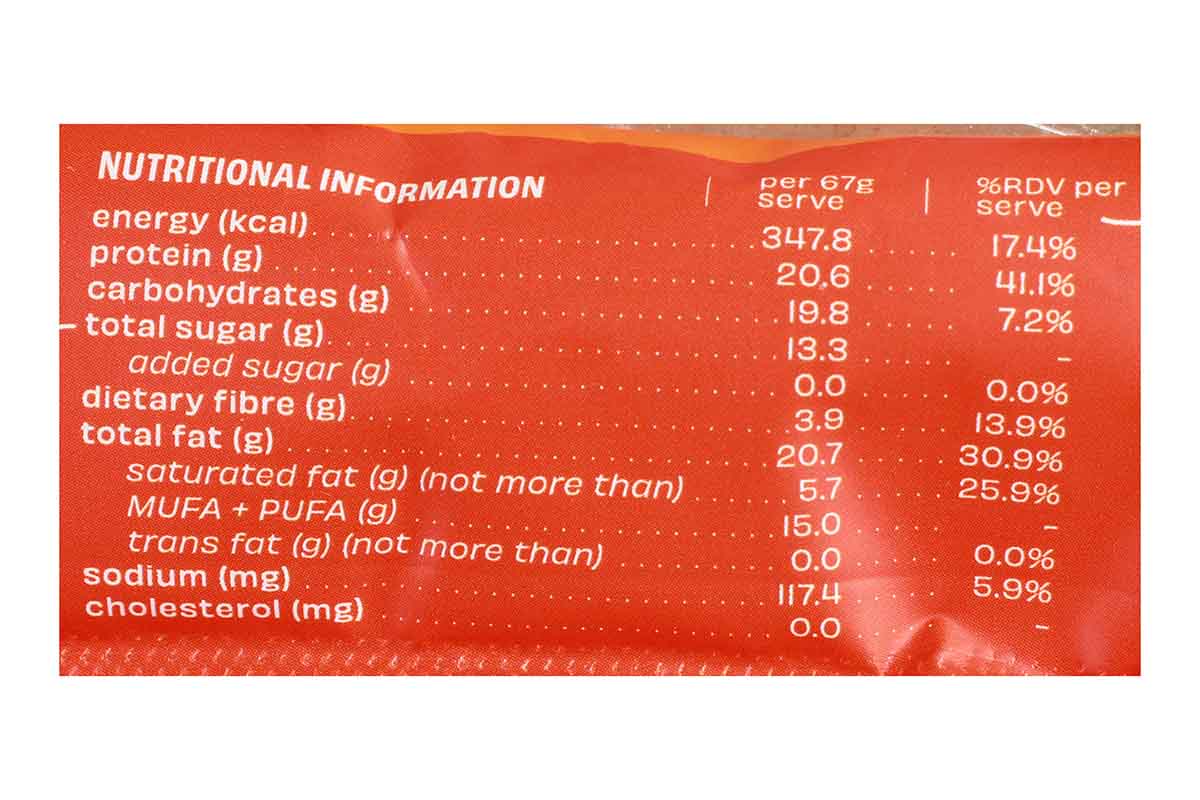 NUTRITIONAL INFORMATION | per 67g serve | %RDV per serve
energy (kcal) 347.8 17.4%
protein (g) 20.6 41.1%
carbohydrates (g) 19.8 7.2%
total sugar (g) 13.3 –
added sugar (g) 0.0 0.0%
dietary fibre (g) 3.9 13.9%
total fat (g) 20.7 30.9%
saturated fat (g) (not more than) 5.7 25.9%
MUFA + PUFA (g) 15.0 –
trans fat (g) (not more than) 0.0 0.0%
sodium (mg) 117.4 5.9%
cholesterol (mg) 0.0 –